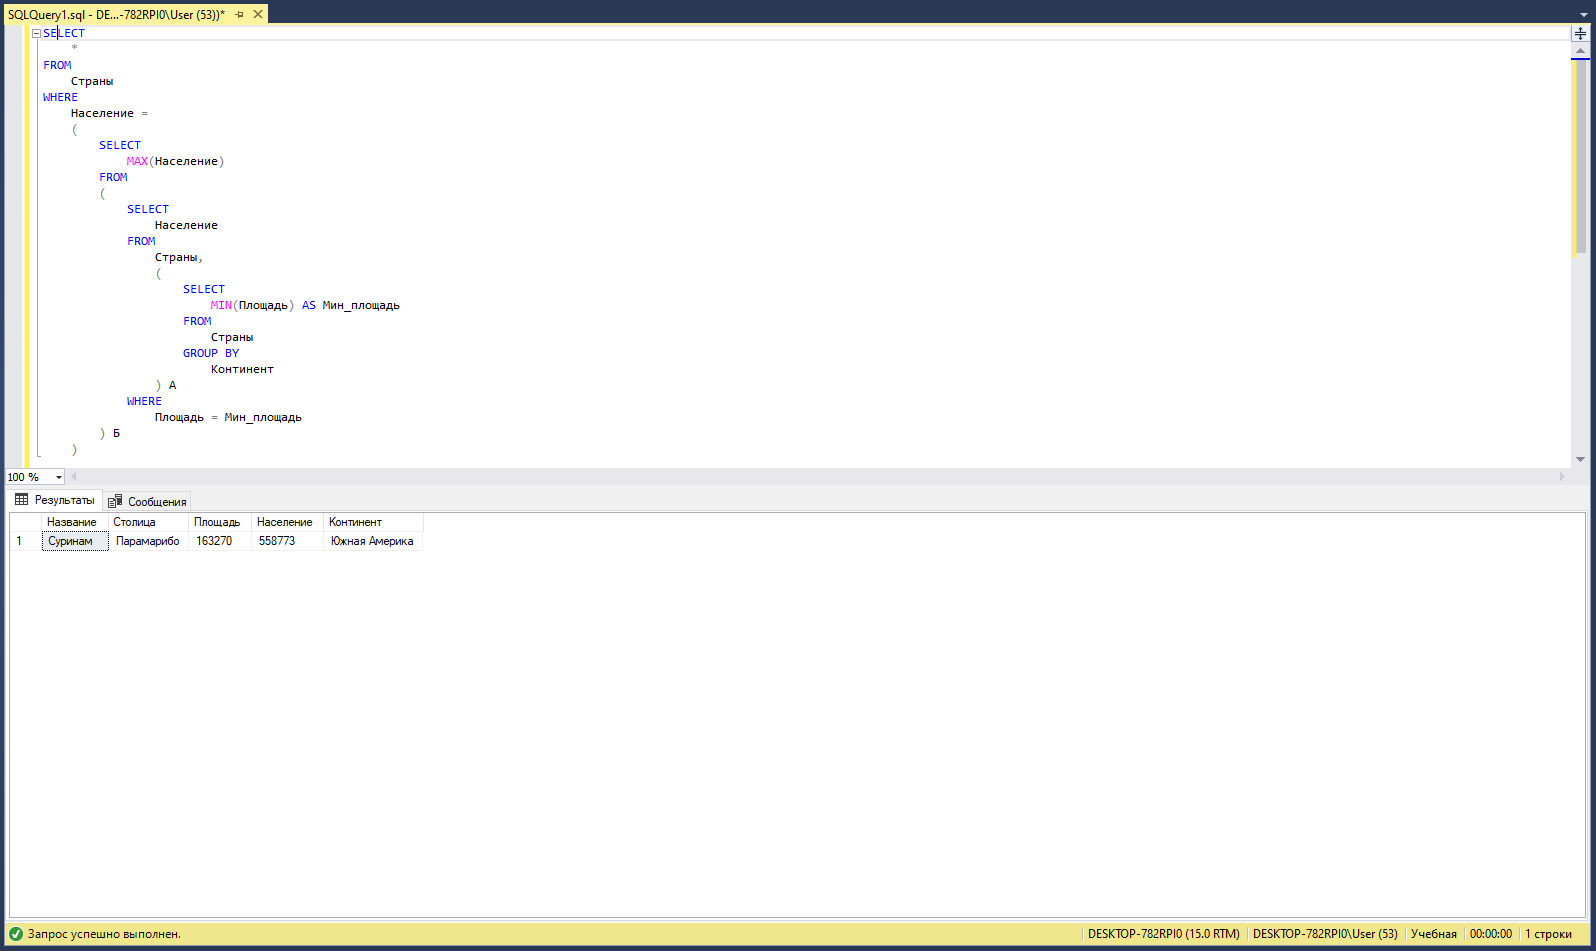 SQLQuery1.sql - DE...-782RPI0\User (53))*
SELECT
*
FROM
Страны
WHERE
Население =
(
SELECT
MAX(Население)
FROM
(
SELECT
Население
FROM
Страны,
(
SELECT
MIN(Площадь) AS Мин_площадь
FROM
Страны
GROUP BY
Континент
) А
WHERE
Площадь = Мин_площадь
) Б
)
100 %
Результаты Сообщения
Название Столица Площадь Население Континент
1 Суринам Парамарибо 163270 558773 Южная Америка
Запрос успешно выполнен. DESKTOP-782RPI0 (15.0 RTM) DESKTOP-782RPI0\User (53) Учебная 00:00:00 1 строки